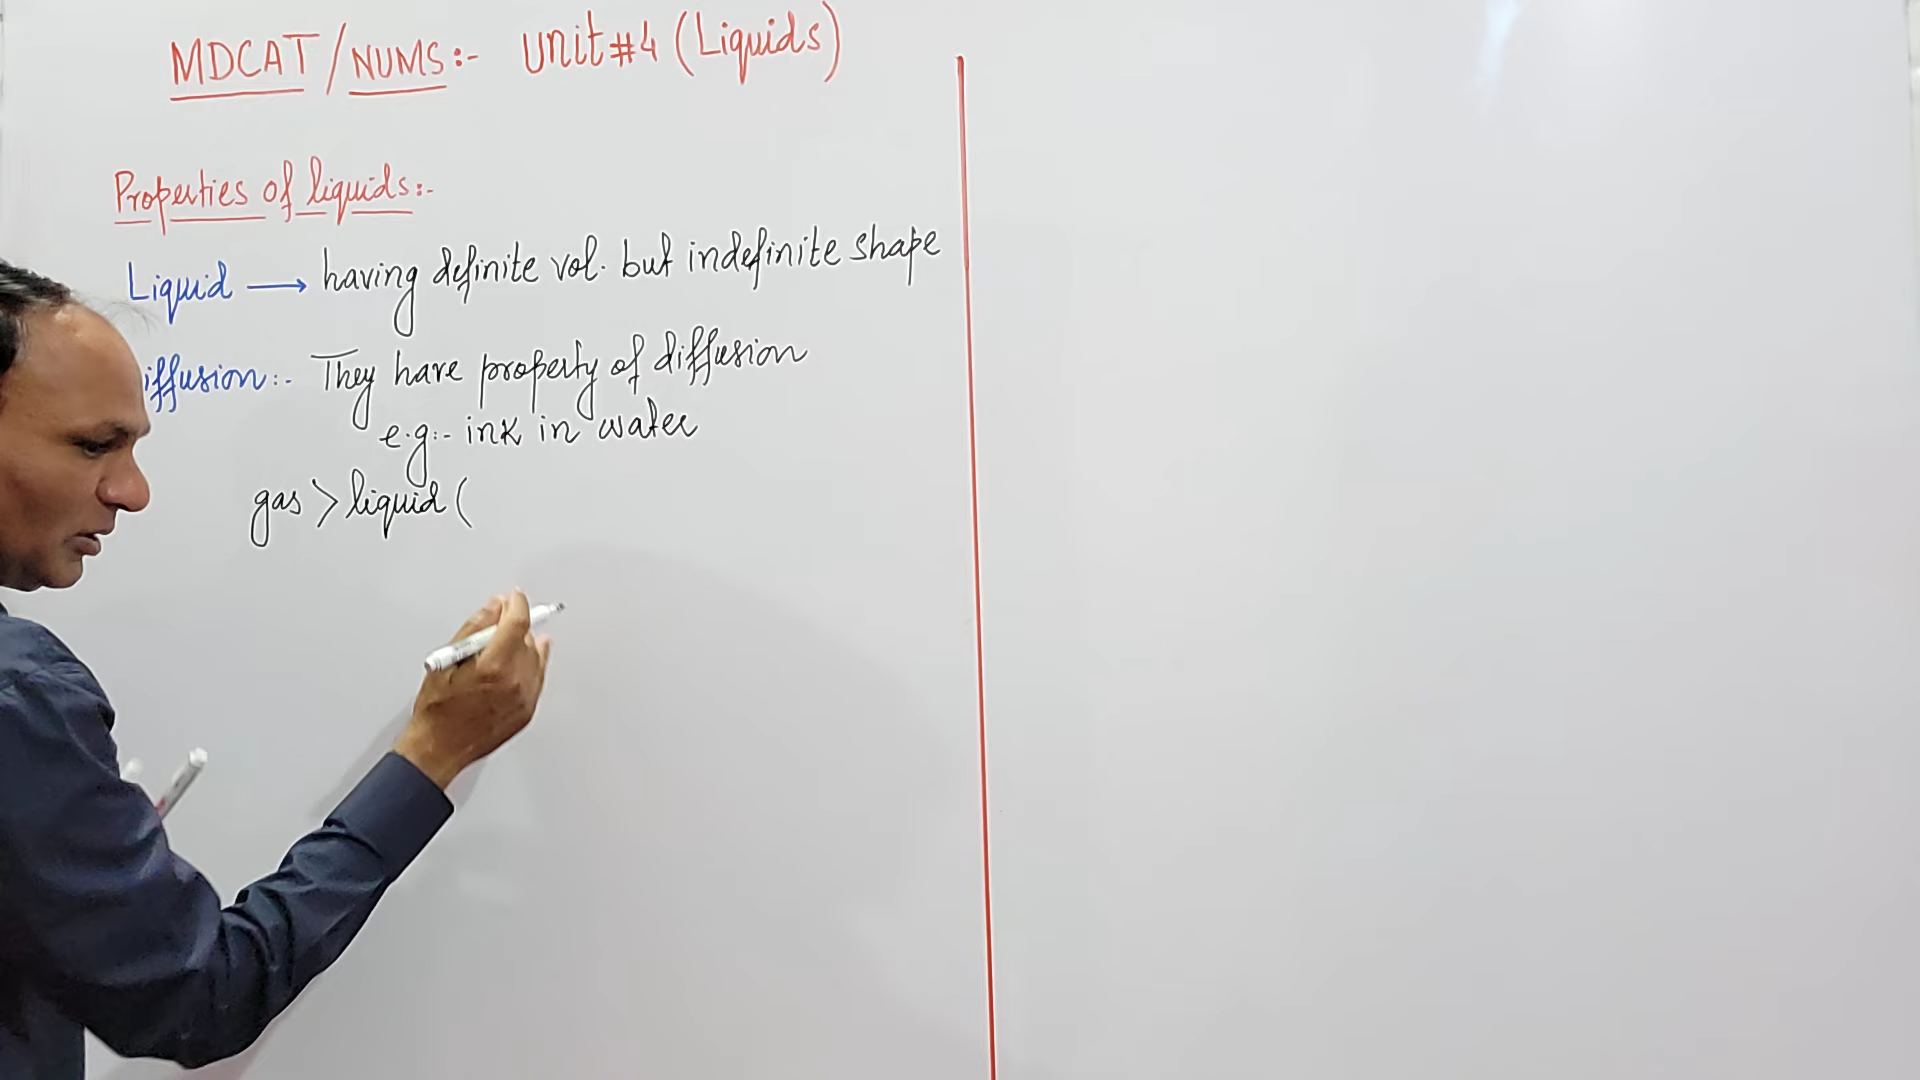 MDCAT/NUMS:- Unit#4 (Liquids)
Properties of liquids:-
Liquid → having definite vol. but indefinite shape
iffusion:- They have property of diffusion
e.g:- ink in water
gas > liquid (